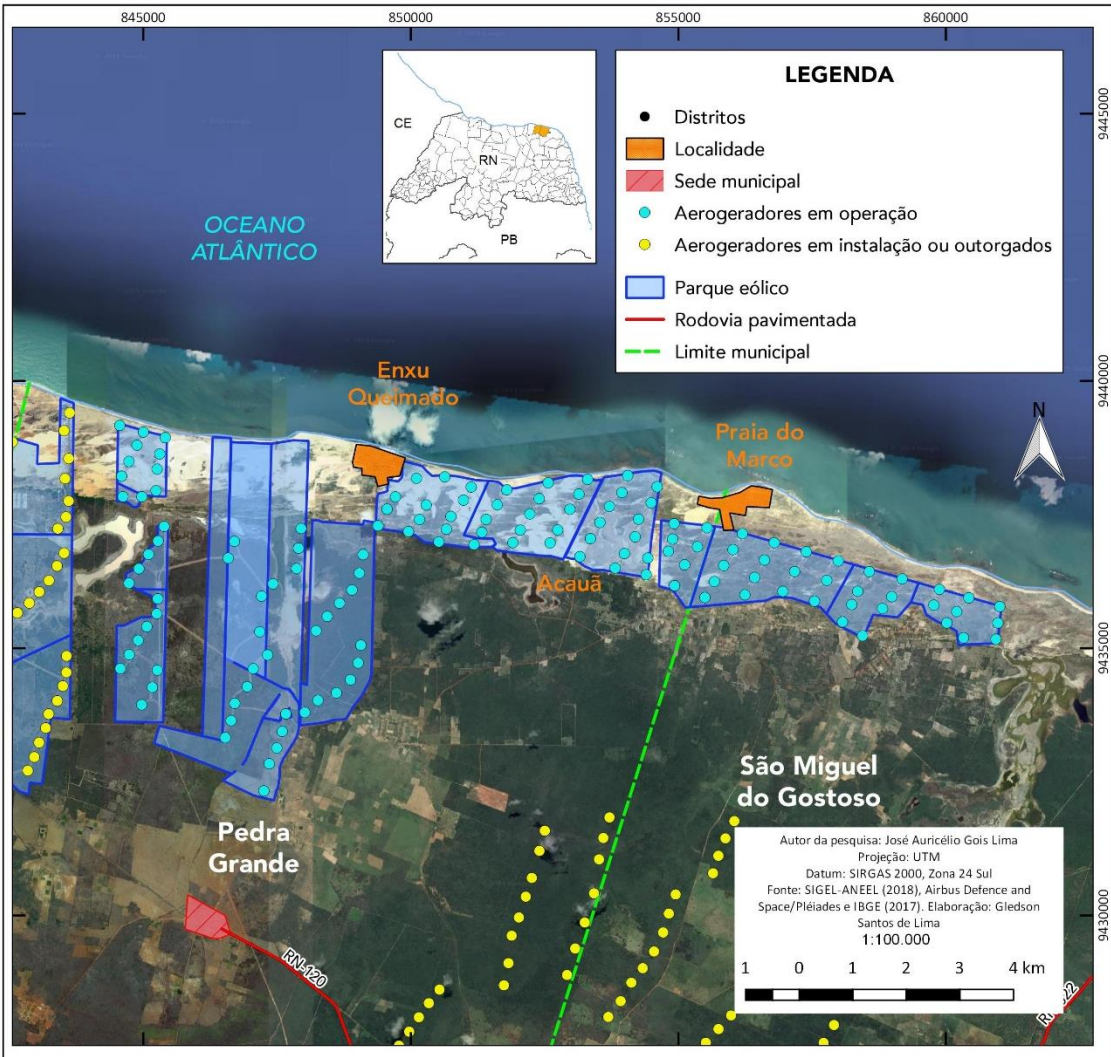 845000
850000
855000
860000
CE
RN
PB
LEGENDA
Distritos
Localidade
Sede municipal
Aerogeradores em operação
Aerogeradores em instalação ou outorgados
Parque eólico
Rodovia pavimentada
Limite municipal
9445000
9440000
9435000
9430000
OCEANO
ATLÂNTICO
Enxu
Queimado
Praia do
Marco
N
Acauã
São Miguel
do Gostoso
Pedra
Grande
RN-120
Autor da pesquisa: José Auricélio Gois Lima
Projeção: UTM
Datum: SIRGAS 2000, Zona 24 Sul
Fonte: SIGEL-ANEEL (2018), Airbus Defence and
Space/Pléiades e IBGE (2017). Elaboração: Gledson
Santos de Lima
1:100.000
1 0 1 2 3 4 km